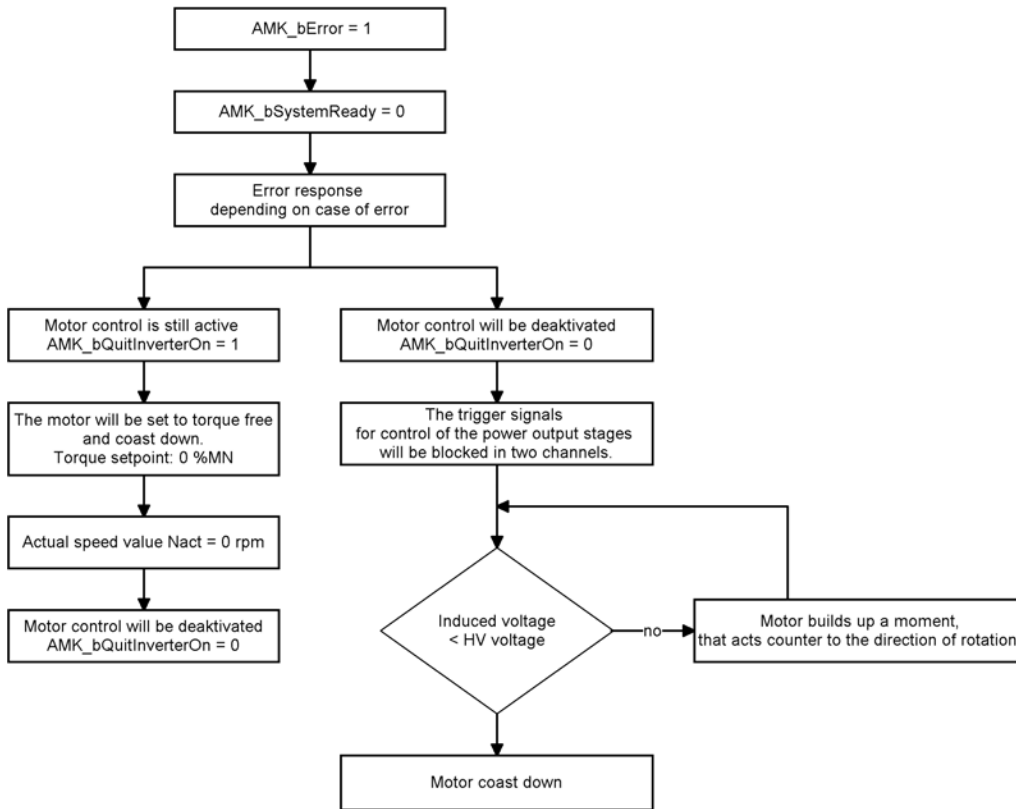 AMK_bError = 1
AMK_bSystemReady = 0
Error response
depending on case of error
Motor control is still active
AMK_bQuitInverterOn = 1
The motor will be set to torque free
and coast down.
Torque setpoint: 0 %MN
Actual speed value Nact = 0 rpm
Motor control will be deaktivated
AMK_bQuitInverterOn = 0
Motor control will be deaktivated
AMK_bQuitInverterOn = 0
The trigger signals
for control of the power output stages
will be blocked in two channels.
Induced voltage
< HV voltage
no
Motor builds up a moment,
that acts counter to the direction of rotation
Motor coast down